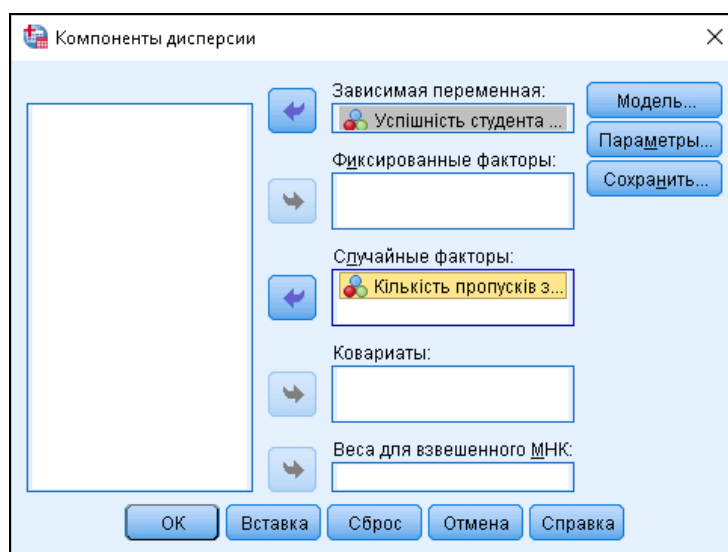 Компоненты дисперсии
Зависимая переменная:
Успішність студента ...
Фиксированные факторы:
Случайные факторы:
Кількість пропусків з...
Ковариаты:
Веса для взвешенного МНК:
Модель...
Параметры...
Сохранить...
ОК Вставка Сброс Отмена Справка